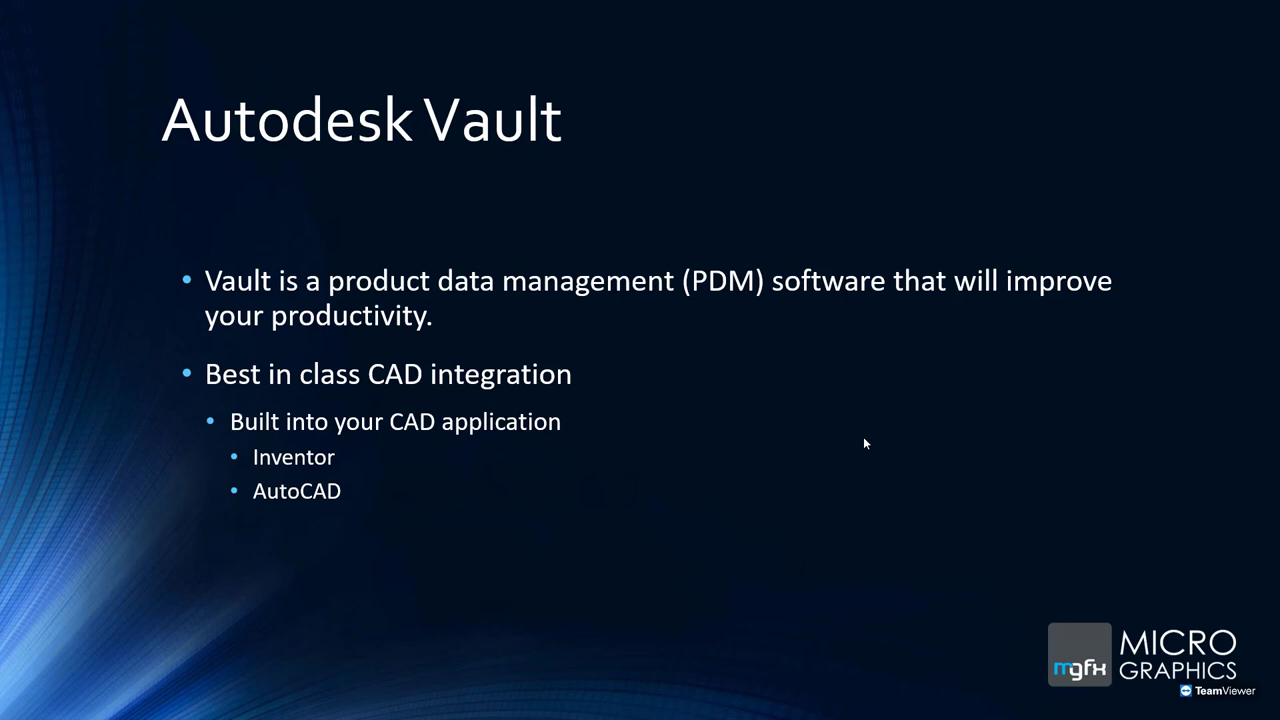 Autodesk Vault
• Vault is a product data management (PDM) software that will improve
your productivity.
• Best in class CAD integration
• Built into your CAD application
• Inventor
• AutoCAD
mgfx
MICRO
GRAPHICS
TeamViewer